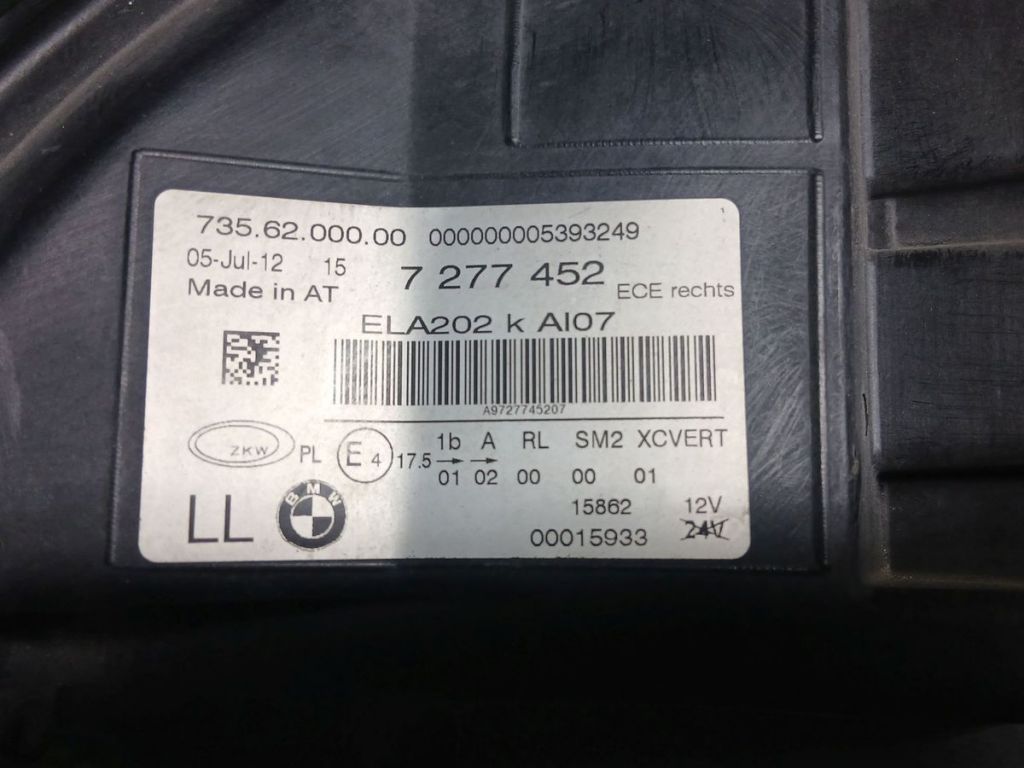 735.62.000.00 000000005393249
05-Jul-12 15 7 277 452 ECE rechts
Made in AT
ELA202 k AI07
A9727745207
ZKW PL E 4 17.5 1b A RL SM2 XCVERT
01 02 00 00 01
LL BMW 15862 12V
00015933 24V